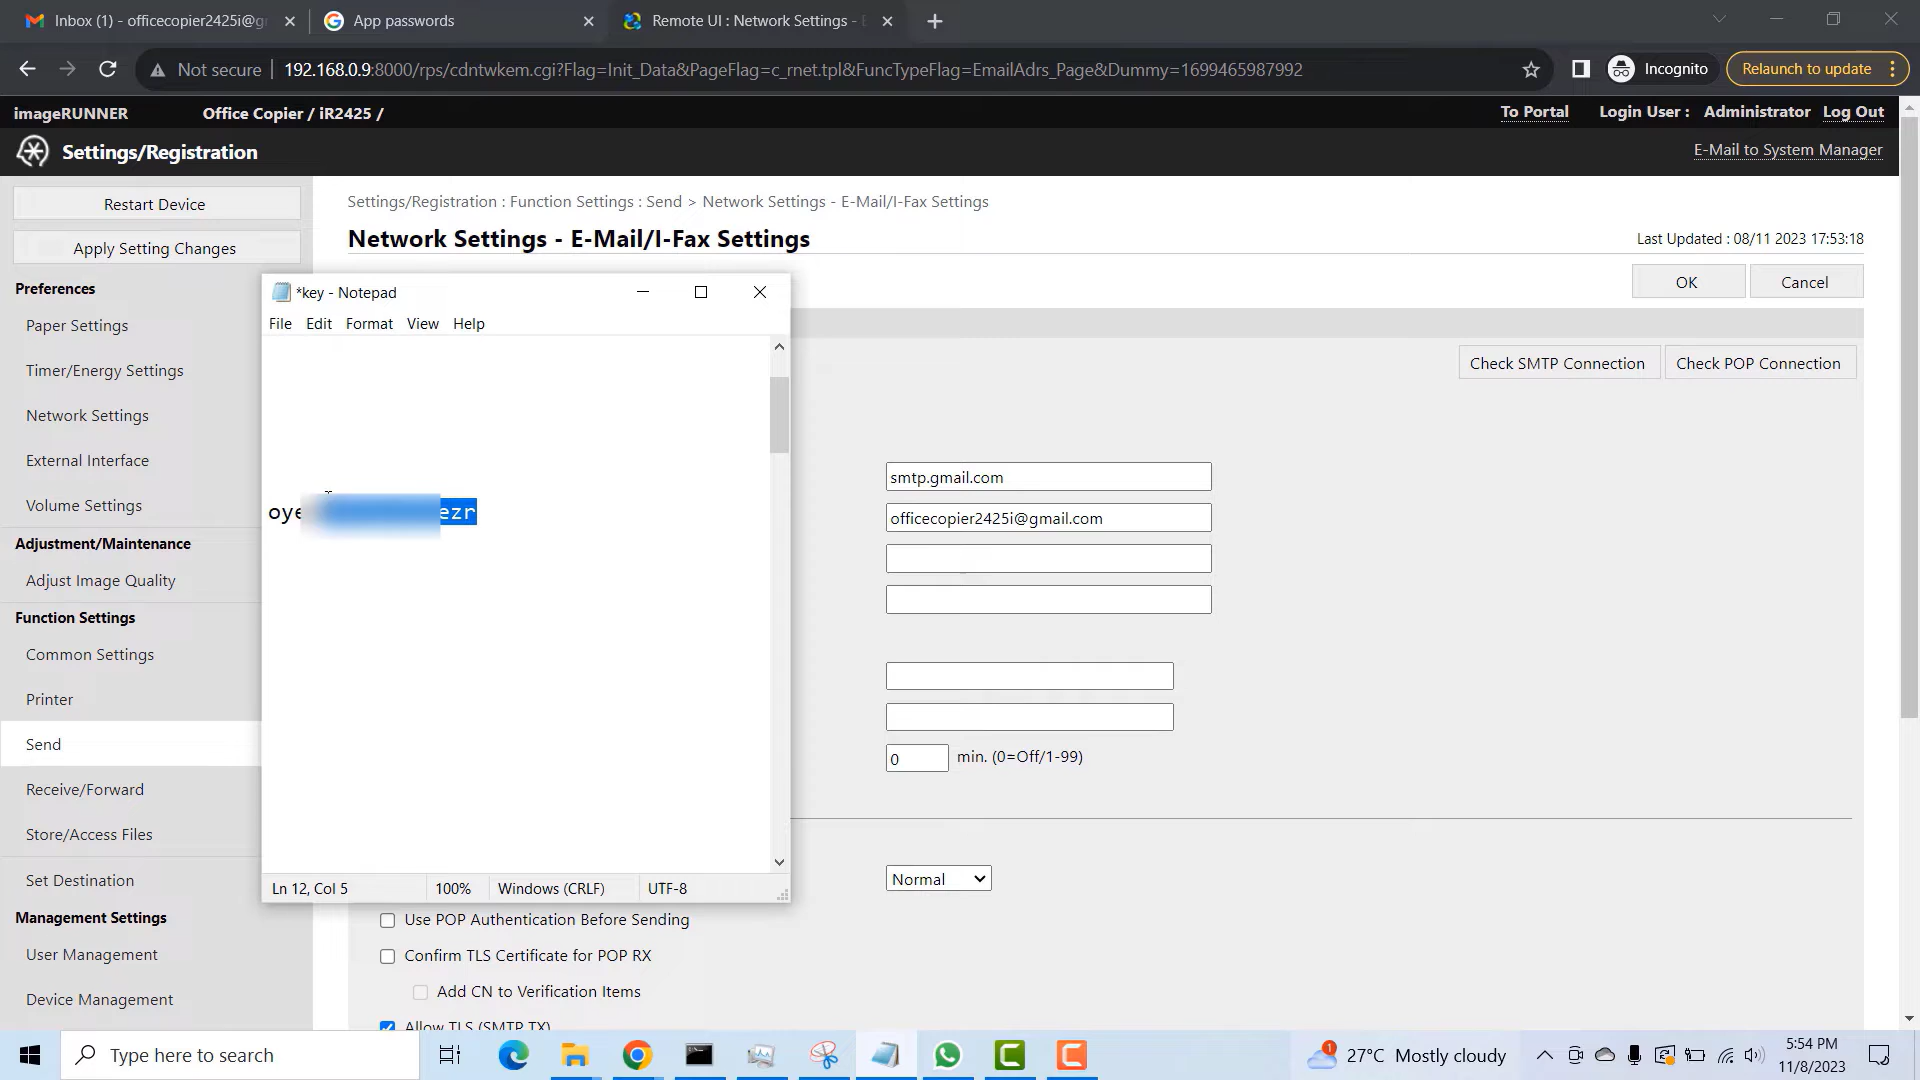 Inbox (1) - officecopier2425i@g
App passwords
Remote UI : Network Settings - E
Not secure
192.168.0.9:8000/rps/cdntwkem.cgi?Flag=Init_Data&PageFlag=c_rnet.tpl&FuncTypeFlag=EmailAdrs_Page&Dummy=1699465987992
Incognito
Relaunch to update
imageRUNNER
Office Copier / iR2425 /
To Portal
Login User : Administrator
Log Out
Settings/Registration
E-Mail to System Manager
Restart Device
Apply Setting Changes
Preferences
Paper Settings
Timer/Energy Settings
Network Settings
External Interface
Volume Settings
Adjustment/Maintenance
Adjust Image Quality
Function Settings
Common Settings
Printer
Send
Receive/Forward
Store/Access Files
Set Destination
Management Settings
User Management
Device Management
Settings/Registration : Function Settings : Send > Network Settings - E-Mail/I-Fax Settings
Network Settings - E-Mail/I-Fax Settings
Last Updated : 08/11 2023 17:53:18
OK
Cancel
Check SMTP Connection
Check POP Connection
*key - Notepad
File Edit Format View Help
oye ezr
Ln 12, Col 5
100%
Windows (CRLF)
UTF-8
smtp.gmail.com
officecopier2425i@gmail.com
0
min. (0=Off/1-99)
Normal
Use POP Authentication Before Sending
Confirm TLS Certificate for POP RX
Add CN to Verification Items
Allow TLS (SMTP TX)
Type here to search
1
27°C Mostly cloudy
5:54 PM
11/8/2023